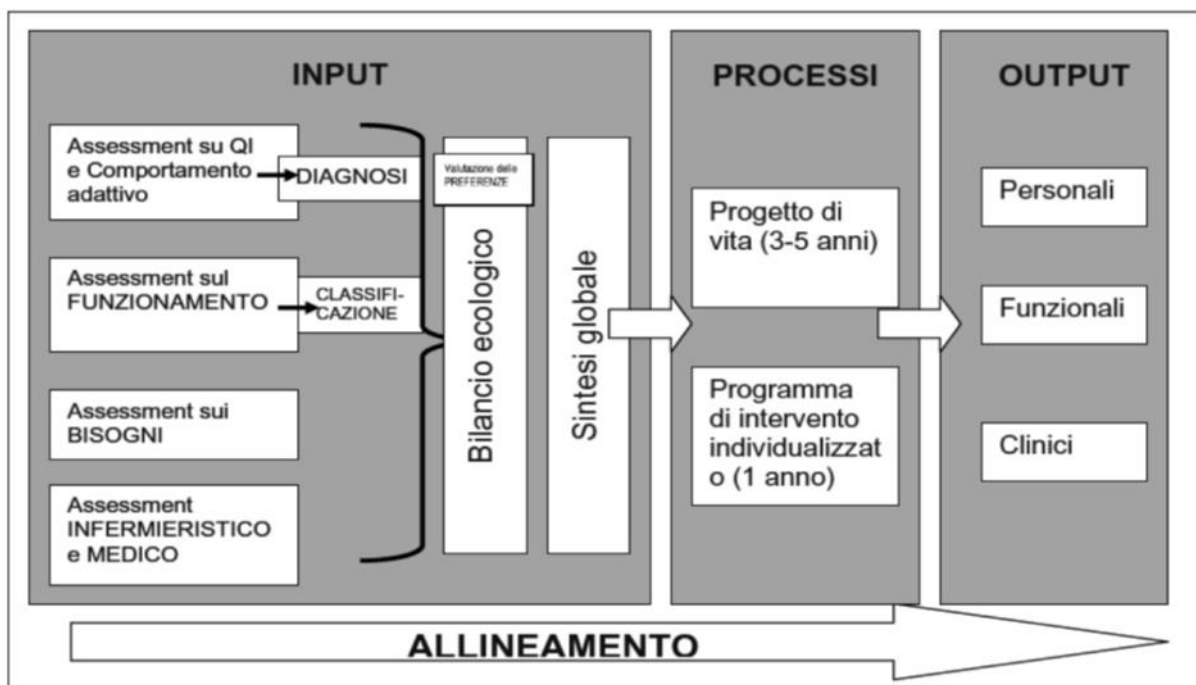 INPUT
Assessment su QI
e Comportamento
adattivo
DIAGNOSI
Assessment sul
FUNZIONAMENTO
CLASSIFI-
CAZIONE
Assessment sui
BISOGNI
Assessment
INFERMIERISTICO
e MEDICO
Valutazione delle
PREFERENZE
Bilancio ecologico
Sintesi globale
PROCESSI
Progetto di
vita (3-5 anni)
Programma
di intervento
individualizzat
o (1 anno)
OUTPUT
Personali
Funzionali
Clinici
ALLINEAMENTO